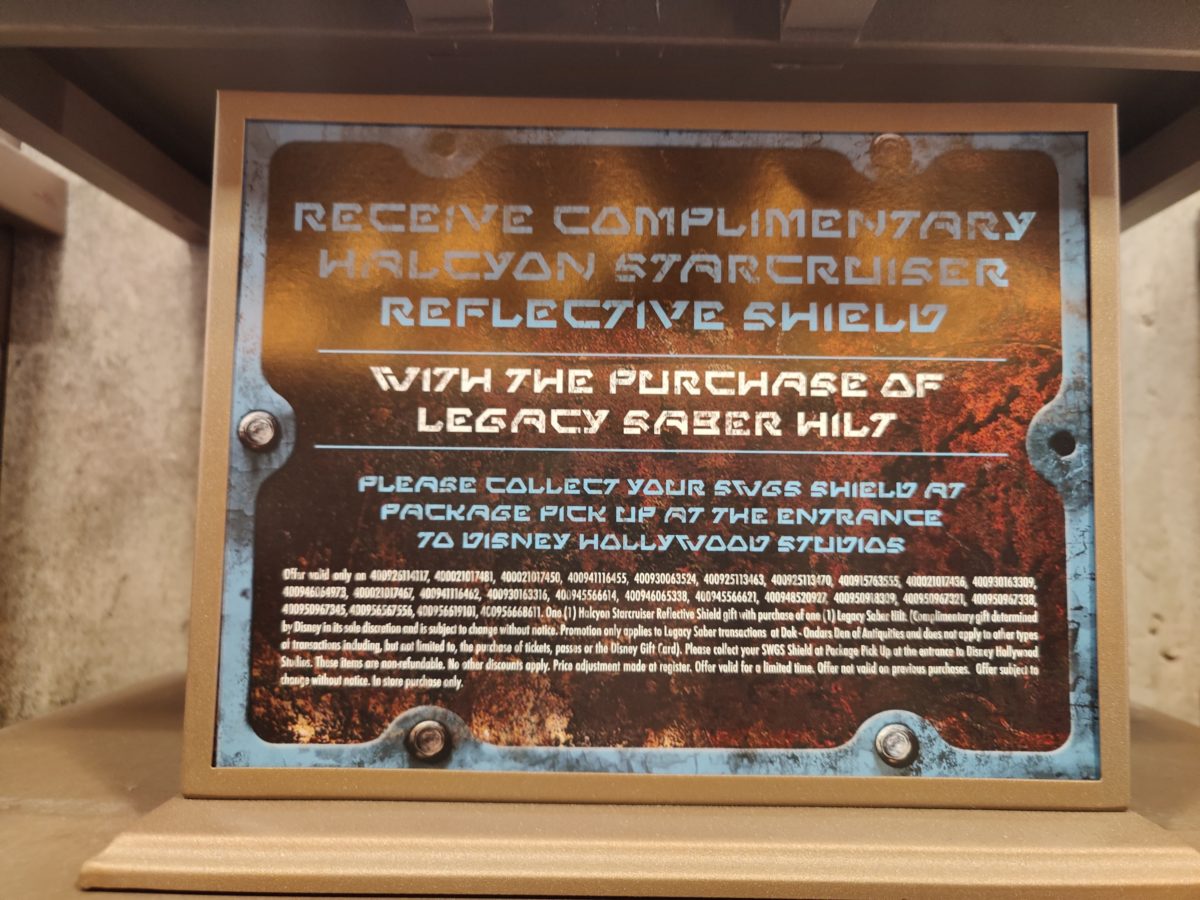 RECEIVE COMPLIMENTARY
HALCYON STARCRUISER
REFLECTIVE SHIELD
WITH THE PURCHASE OF
LEGACY SABER HILT
PLEASE COLLECT YOUR SWGS SHIELD AT
PACKAGE PICK UP AT THE ENTRANCE
TO DISNEY HOLLYWOOD STUDIOS
Offer valid only on 400926114117, 400021017481, 400021017450, 400941116455, 400930063524, 400925113463, 400925113470, 400915763555, 400021017436, 400930163309,
400946064973, 400021017467, 400941116462, 400930163316, 400945566614, 400946065338, 400945566621, 400948520927, 400950918309, 400950967321, 400950967338,
400950967345, 400956567556, 400956619101, 400956668611. One (1) Halcyon Starcruiser Reflective Shield gift with purchase of one (1) Legacy Saber Hilt. (Complimentary gift determined
by Disney in its sole discretion and is subject to change without notice. Promotion only applies to Legacy Saber transactions at Dok - Ondars Den of Antiquities and does not apply to other types
of transactions including, but not limited to, the purchase of tickets, passes or the Disney Gift Card). Please collect your SWGS Shield at Package Pick Up at the entrance to Disney Hollywood
Studios. These items are non-refundable. No other discounts apply. Price adjustment made at register. Offer valid for a limited time. Offer not valid on previous purchases. Offer subject to
change without notice. In store purchase only.